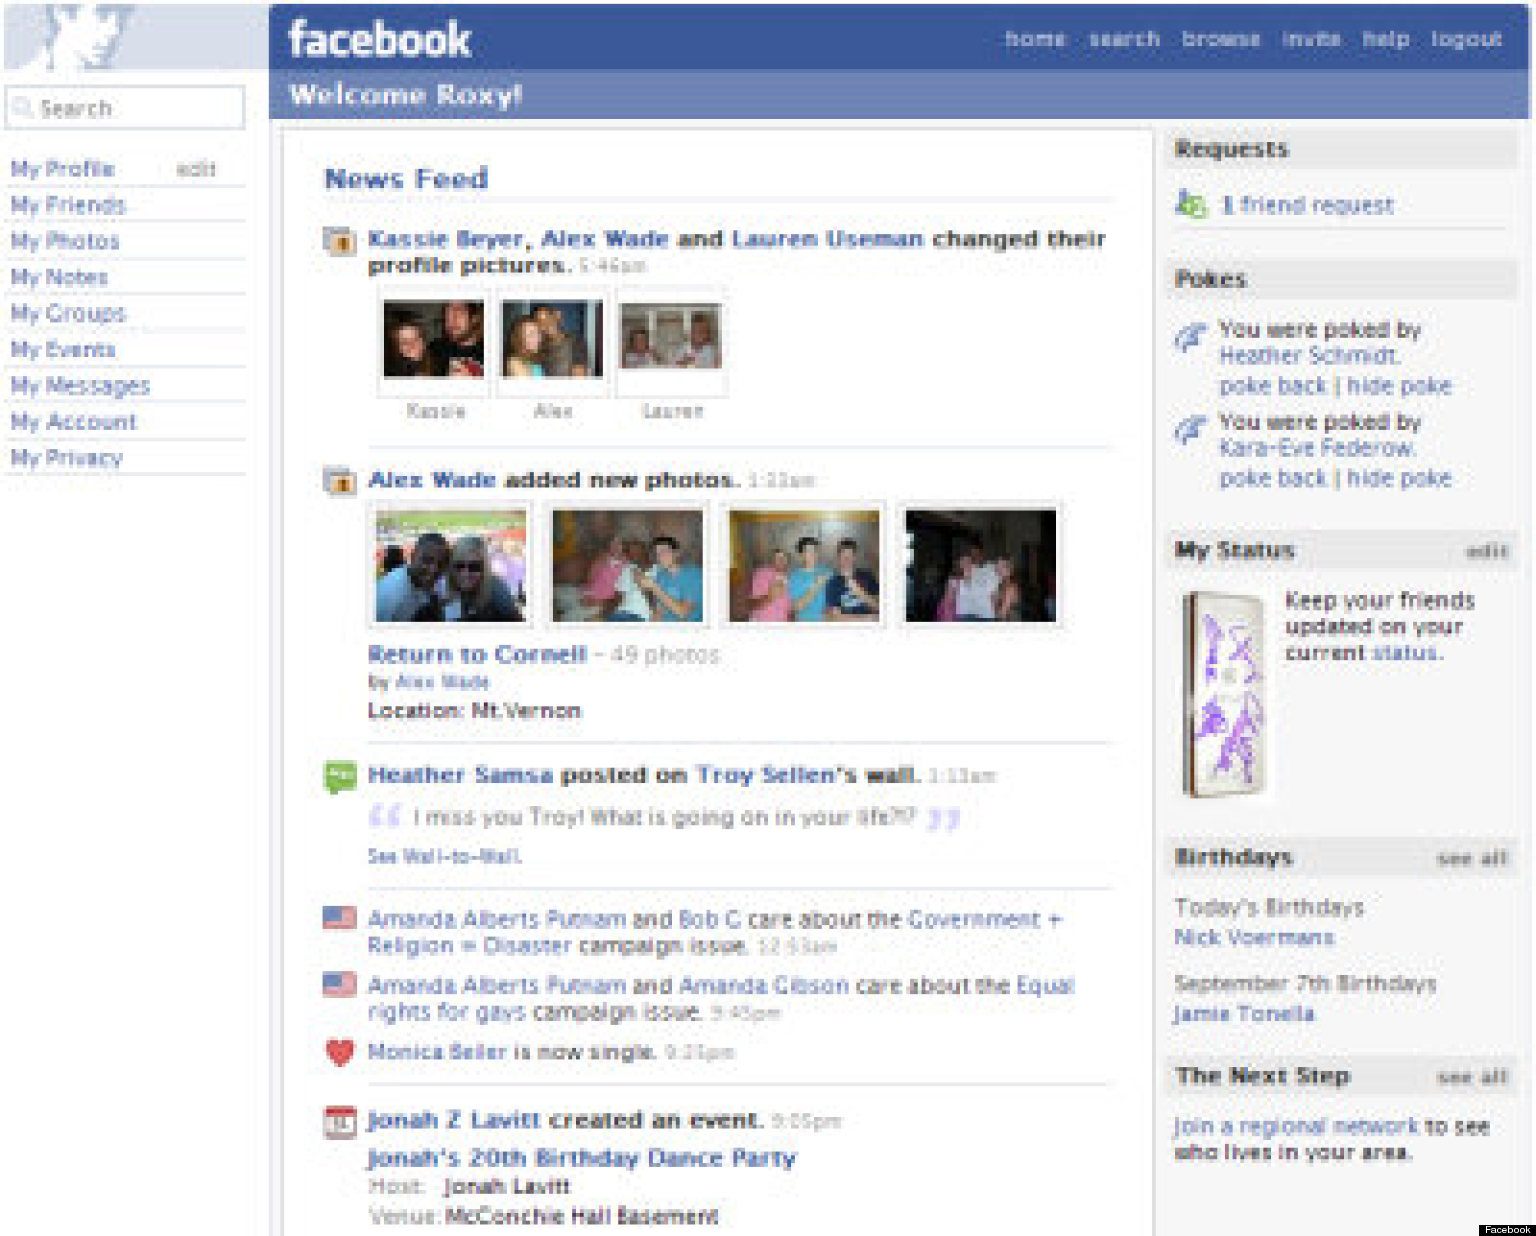 facebook
home search browse invite help logout
Welcome Roxy!
Search
My Profile edit
My Friends
My Photos
My Notes
My Groups
My Events
My Messages
My Account
My Privacy
News Feed
Kassie Beyer, Alex Wade and Lauren Useman changed their
profile pictures. 5:46am
Kassie Alex Lauren
Alex Wade added new photos.
Return to Cornell - 49 photos
by Alex Wade
Location: Mt.Vernon
Heather Samsa posted on Troy Sellen's wall. 1:13am
I miss you Troy! What is going on in your life?!?
See Wall-to-Wall.
Amanda Alberts Putnam and Bob G care about the Government +
Religion = Disaster campaign issue. 12:53am
Amanda Alberts Putnam and Amanda Gibson care about the Equal
rights for gays campaign issue. 9:45pm
Monica Beiler is now single.
Jonah Z Lavitt created an event. 9:05pm
Jonah's 20th Birthday Dance Party
Host: Jonah Lavitt
Venue: McConchie Hall Basement
Requests
1 friend request
Pokes
You were poked by
Heather Schmidt.
poke back | hide poke
You were poked by
Kara-Eve Federow.
poke back | hide poke
My Status edit
Keep your friends
updated on your
current status.
Birthdays see all
Today's Birthdays
Nick Voermans
September 7th Birthdays
Jamie Tonella
The Next Step see all
Join a regional network to see
who lives in your area.
Facebook